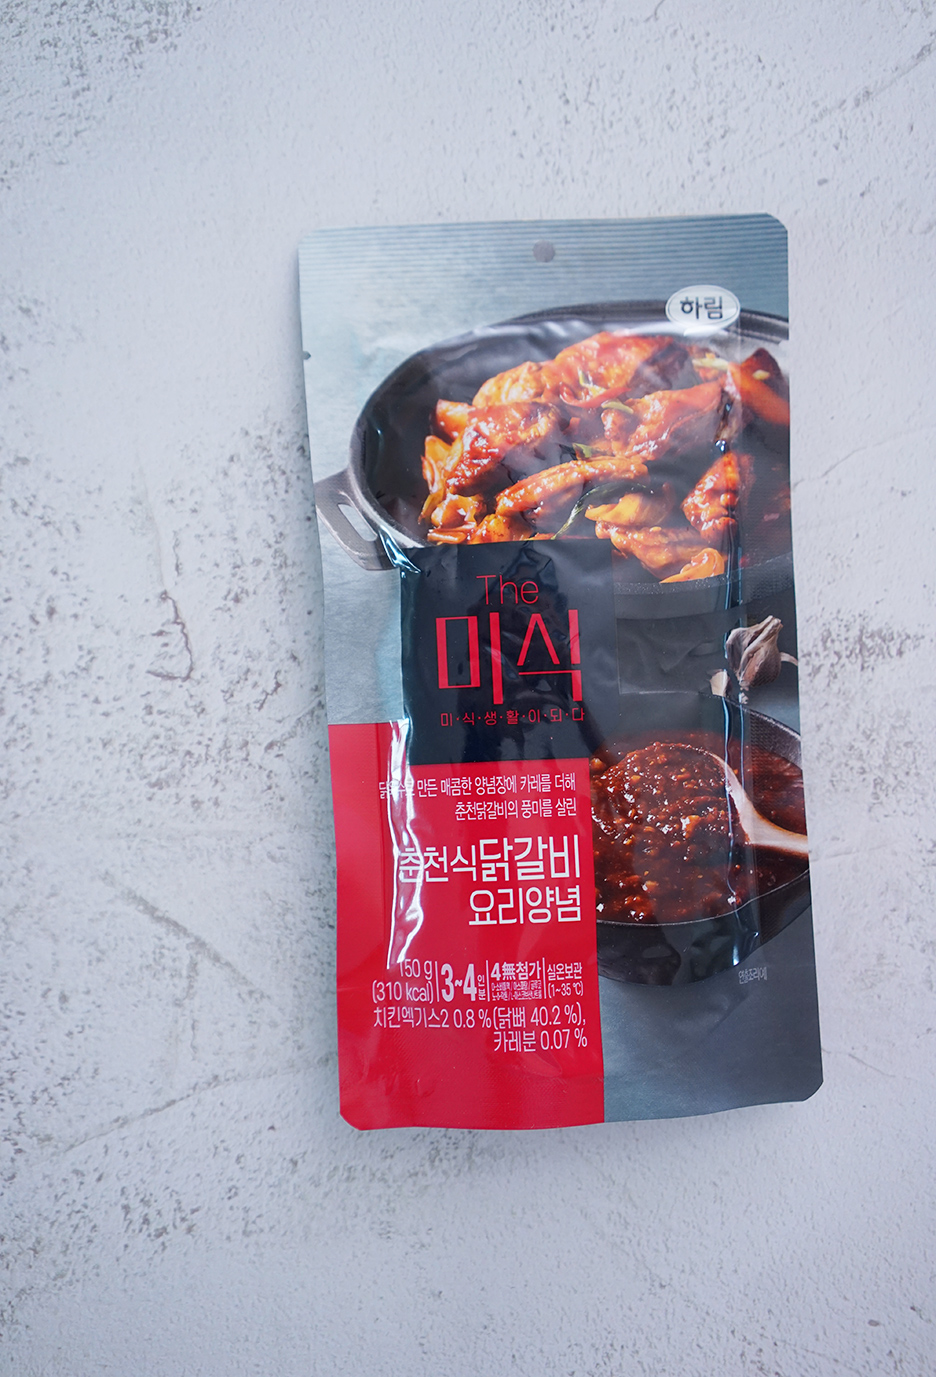 하림
The
미식
미·식·생·활·이·되·다
만든 매콤한 양념장에 카레를 더해
춘천닭갈비의 풍미를 살린
춘천식닭갈비
요리양념
150 g
(310 kcal)
3~4인분
4無첨가
실온보관
(1~35 ℃)
치킨엑기스2 0.8 %(닭뼈 40.2 %),
카레분 0.07 %